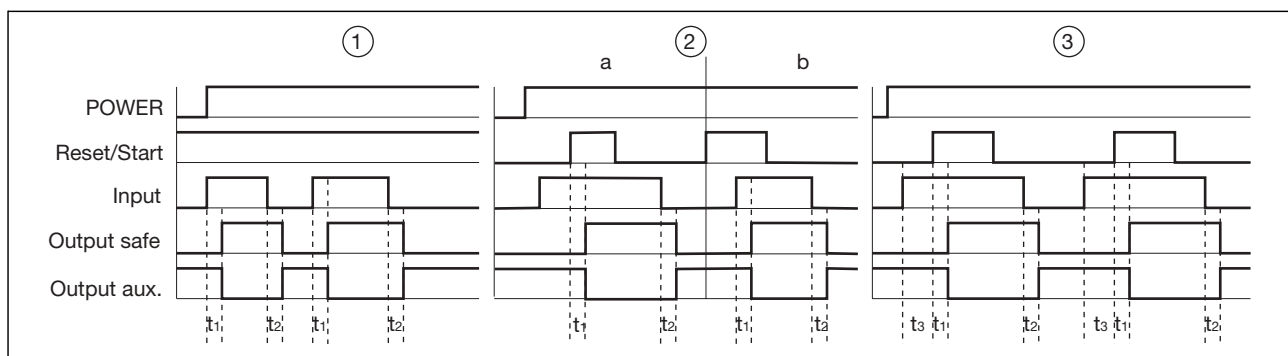 ① ② ③
a b
POWER
Reset/Start
Input
Output safe
Output aux.
t1 t2 t1 t2 t1 t2 t1 t2 t3 t1 t2 t3 t1 t2